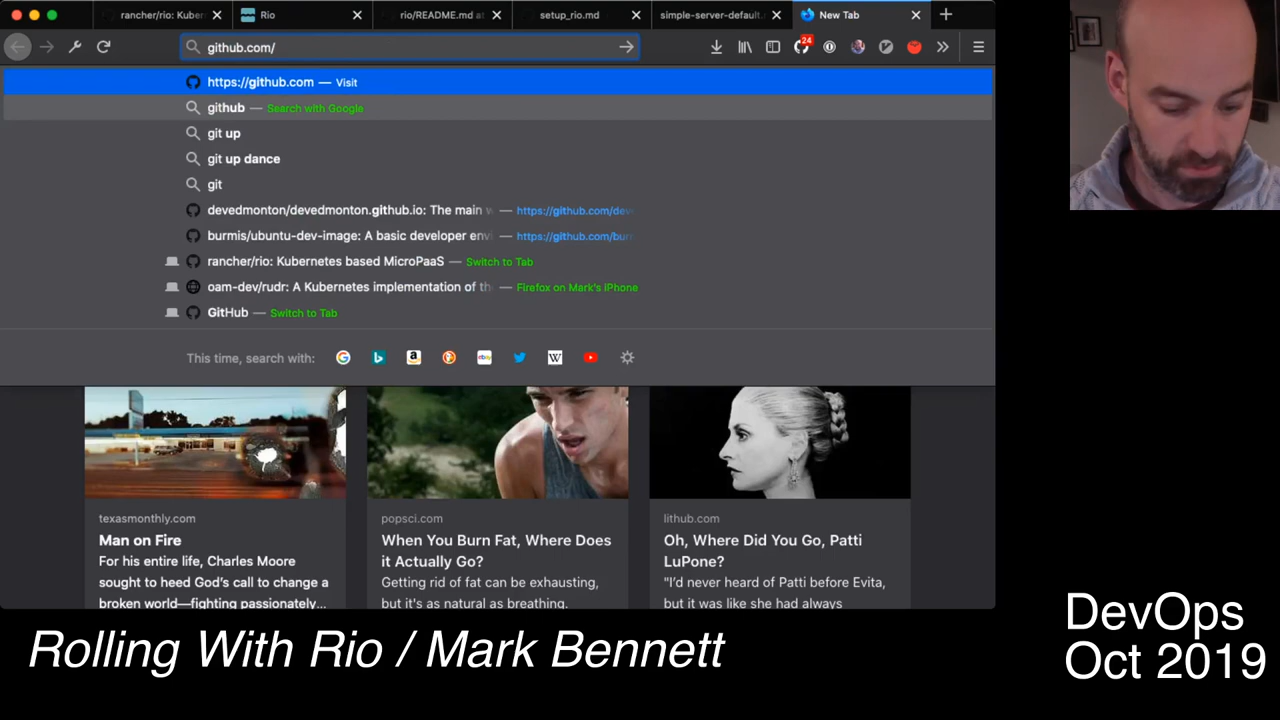 rancher/rio: Kuber
Rio
rio/README.md at
setup_rio.md
simple-server-default.
New Tab
github.com/
24
https://github.com — Visit
github — Search with Google
git up
git up dance
git
devedmonton/devedmonton.github.io: The main w — https://github.com/dev
burmis/ubuntu-dev-image: A basic developer envi — https://github.com/bur
rancher/rio: Kubernetes based MicroPaaS — Switch to Tab
oam-dev/rudr: A Kubernetes implementation of th — Firefox on Mark's iPhone
GitHub — Switch to Tab
This time, search with:
texasmonthly.com
Man on Fire
For his entire life, Charles Moore
sought to heed God's call to change a
broken world—fighting passionately...
popsci.com
When You Burn Fat, Where Does
it Actually Go?
Getting rid of fat can be exhausting,
but it's as natural as breathing.
lithub.com
Oh, Where Did You Go, Patti
LuPone?
"I'd never heard of Patti before Evita,
but it was like she had always
Rolling With Rio / Mark Bennett
DevOps
Oct 2019